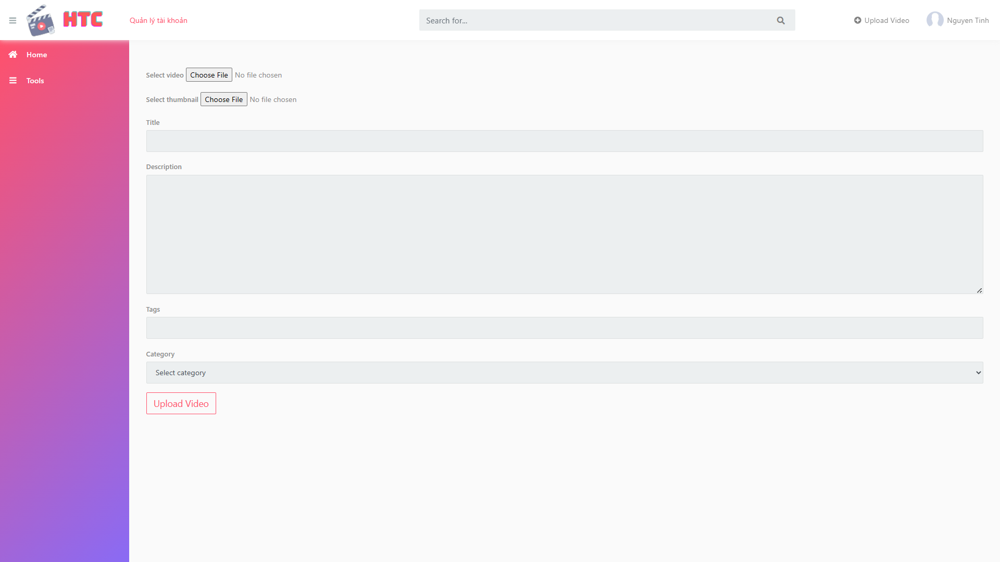 HTC
Quản lý tài khoản
Search for...
Upload Video
Nguyen Tinh
Home
Tools
Select video Choose File No file chosen
Select thumbnail Choose File No file chosen
Title
Description
Tags
Category
Select category
Upload Video